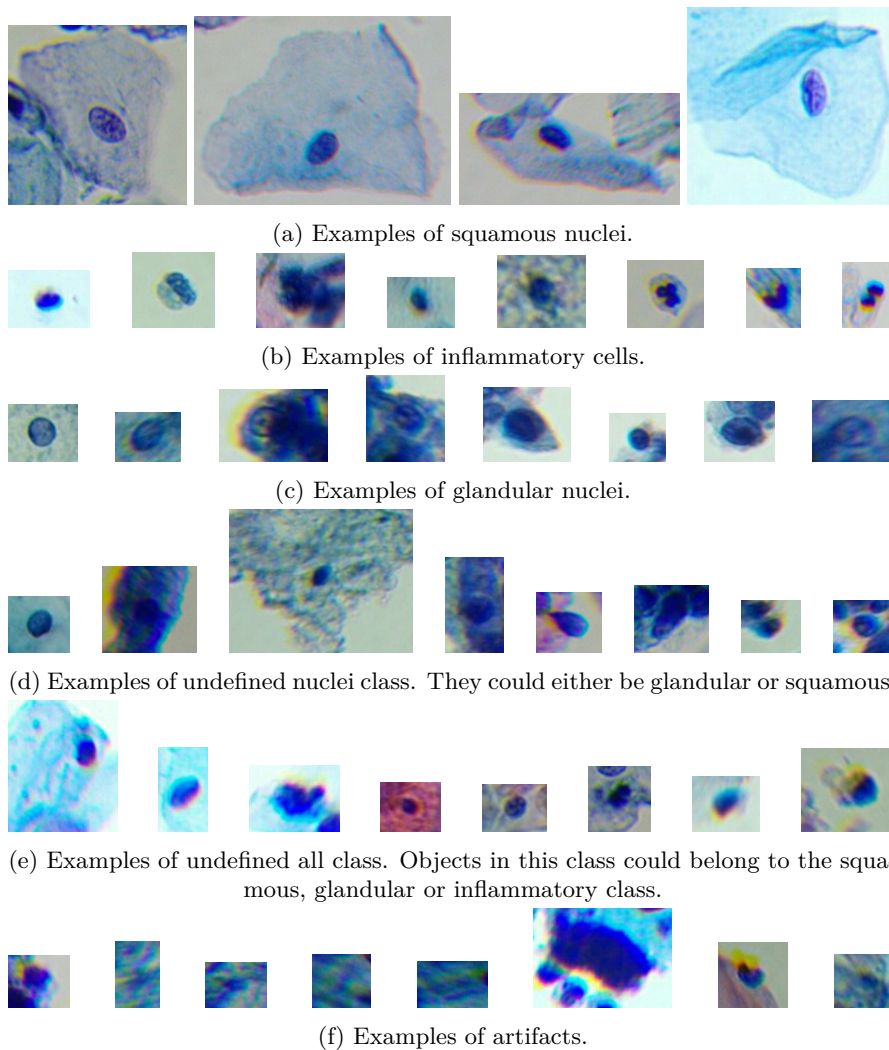 (a) Examples of squamous nuclei.
(b) Examples of inflammatory cells.
(c) Examples of glandular nuclei.
(d) Examples of undefined nuclei class. They could either be glandular or squamous
(e) Examples of undefined all class. Objects in this class could belong to the squa
mous, glandular or inflammatory class.
(f) Examples of artifacts.